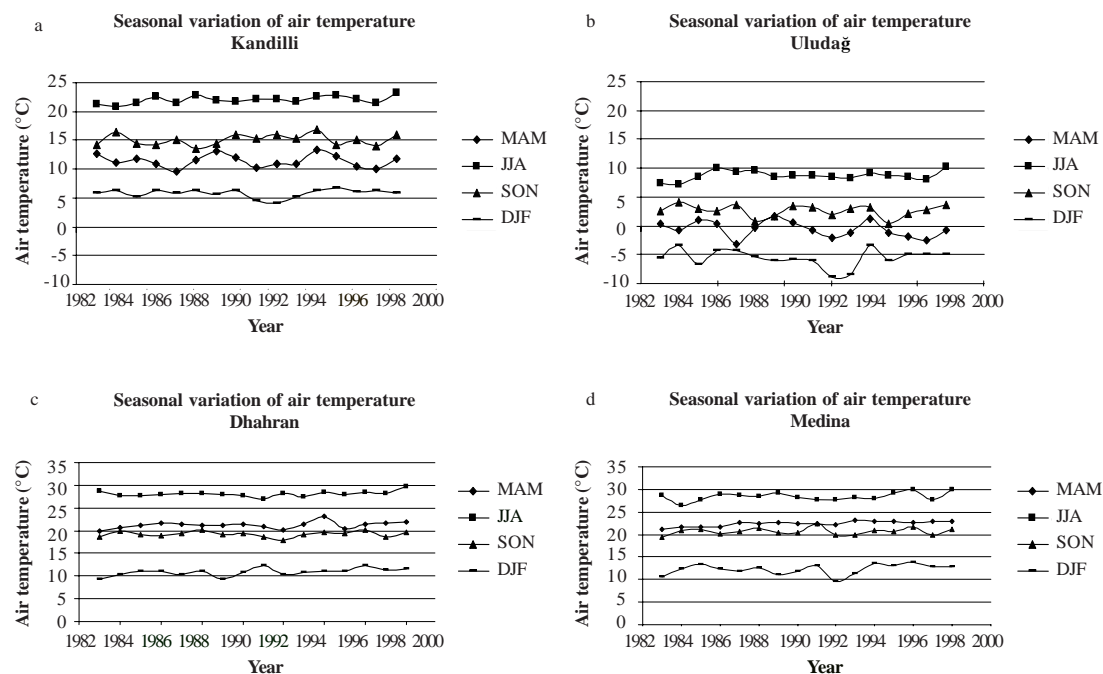 a
Seasonal variation of air temperature
Kandilli
Air temperature (°C)
25
20
15
10
5
0
-5
-10
1982 1984 1986 1988 1990 1992 1994 1996 1998 2000
Year
MAM
JJA
SON
DJF
b
Seasonal variation of air temperature
Uludağ
Air temperature (°C)
25
20
15
10
5
0
-5
-10
1982 1984 1986 1988 1990 1992 1994 1996 1998 2000
Year
MAM
JJA
SON
DJF
c
Seasonal variation of air temperature
Dhahran
Air temperature (°C)
35
30
25
20
15
10
5
0
1982 1984 1986 1988 1990 1992 1994 1996 1998 2000
Year
MAM
JJA
SON
DJF
d
Seasonal variation of air temperature
Medina
Air temperature (°C)
35
30
25
20
15
10
5
0
1982 1984 1986 1988 1990 1992 1994 1996 1998 2000
Year
MAM
JJA
SON
DJF